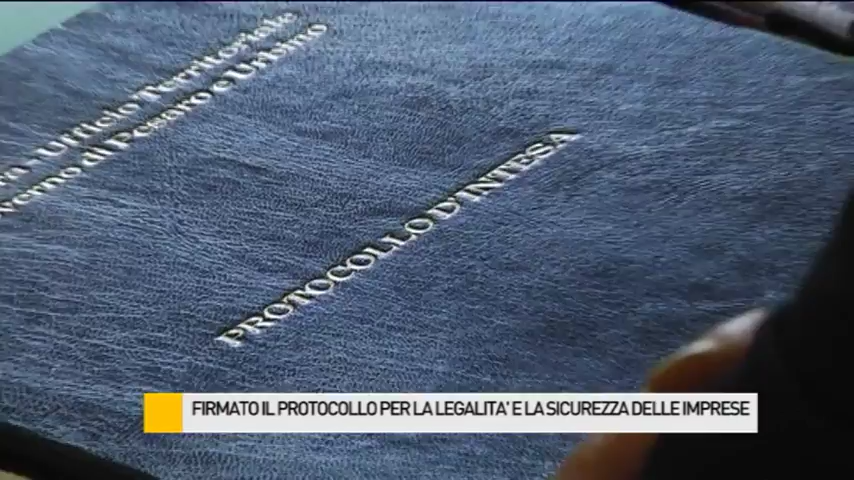 - Ufficio Territoriale
di Pesaro e Urbino
PROTOCOLLO D'INTESA
FIRMATO IL PROTOCOLLO PER LA LEGALITA' E LA SICUREZZA DELLE IMPRESE